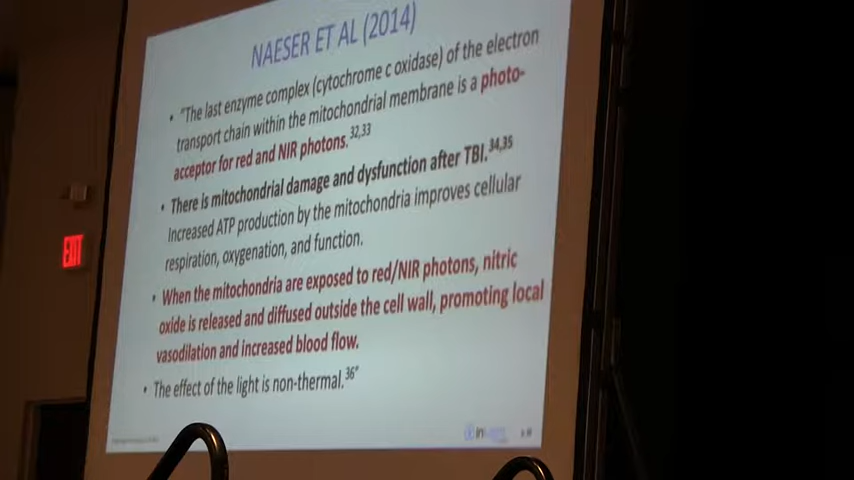 NAESER ET AL (2014)
• "The last enzyme complex (cytochrome c oxidase) of the electron
transport chain within the mitochondrial membrane is a photo-
acceptor for red and NIR photons.32,33
• There is mitochondrial damage and dysfunction after TBI.34,35
Increased ATP production by the mitochondria improves cellular
respiration, oxygenation, and function.
• When the mitochondria are exposed to red/NIR photons, nitric
oxide is released and diffused outside the cell wall, promoting local
vasodilation and increased blood flow.
• The effect of the light is non-thermal.36"
EXIT